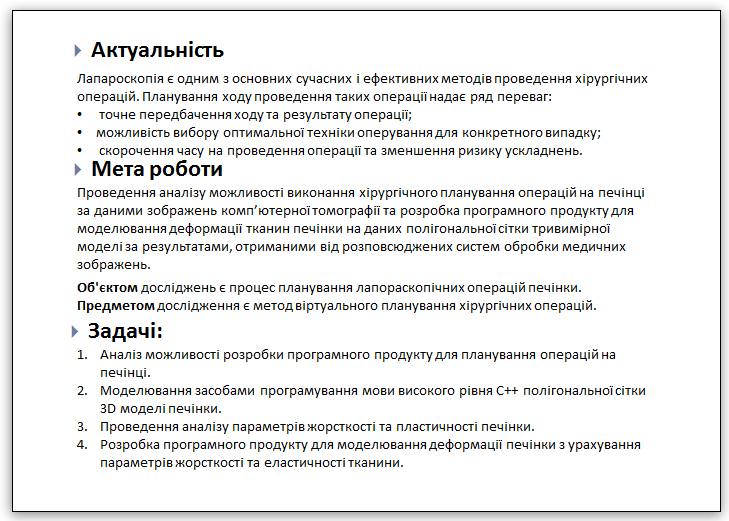 Актуальність
Лапароскопія є одним з основних сучасних і ефективних методів проведення хірургічних
операцій. Планування ходу проведення таких операції надає ряд переваг:
• точне передбачення ходу та результату операції;
• можливість вибору оптимальної техніки оперування для конкретного випадку;
• скорочення часу на проведення операції та зменшення ризику ускладнень.
Мета роботи
Проведення аналізу можливості виконання хірургічного планування операцій на печінці
за даними зображень комп’ютерної томографії та розробка програмного продукту для
моделювання деформації тканин печінки на даних полігональної сітки тривимірної
моделі за результатами, отриманими від розповсюджених систем обробки медичних
зображень.
Об'єктом досліджень є процес планування лапораскопічних операцій печінки.
Предметом дослідження є метод віртуального планування хірургічних операцій.
Задачі:
1. Аналіз можливості розробки програмного продукту для планування операцій на
печінці.
2. Моделювання засобами програмування мови високого рівня C++ полігональної сітки
3D моделі печінки.
3. Проведення аналізу параметрів жорсткості та пластичності печінки.
4. Розробка програмного продукту для моделювання деформації печінки з урахування
параметрів жорсткості та еластичності тканини.